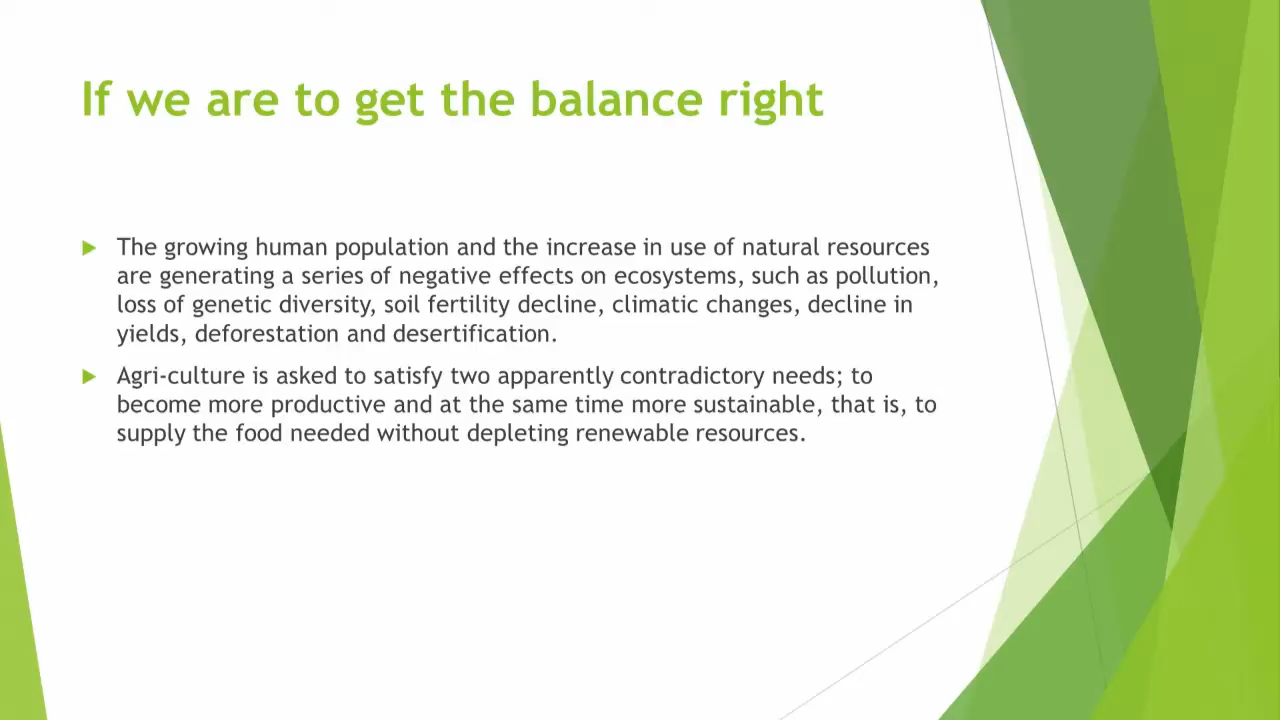 If we are to get the balance right
The growing human population and the increase in use of natural resources
are generating a series of negative effects on ecosystems, such as pollution,
loss of genetic diversity, soil fertility decline, climatic changes, decline in
yields, deforestation and desertification.
Agri-culture is asked to satisfy two apparently contradictory needs; to
become more productive and at the same time more sustainable, that is, to
supply the food needed without depleting renewable resources.